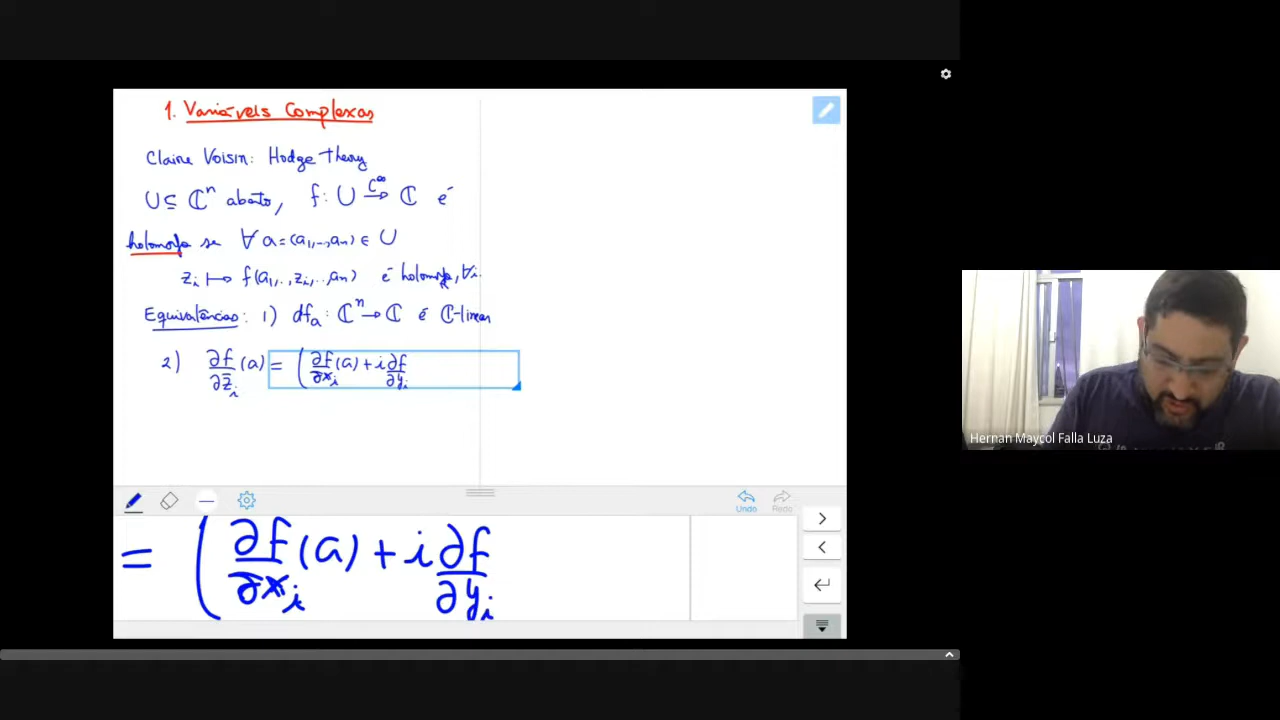 1. Variáveis Complexas
Claire Voisin: Hodge Theory
U ⊆ ℂⁿ aberto, f: U →^{C^∞} ℂ é
holomorfa se ∀ a = (a₁,...,aₙ) ∈ U
zᵢ ↦ f(a₁,..,zᵢ,..,aₙ) é holomorfa, ∀i.
Equivalências: 1) df_a : ℂⁿ → ℂ é ℂ-linear
2) ∂f/∂z̄ᵢ (a) = ( ∂f/∂xᵢ (a) + i ∂f/∂yᵢ
Undo
Redo
= ( ∂f/∂xᵢ (a) + i ∂f/∂yᵢ
Hernan Maycol Falla Luza